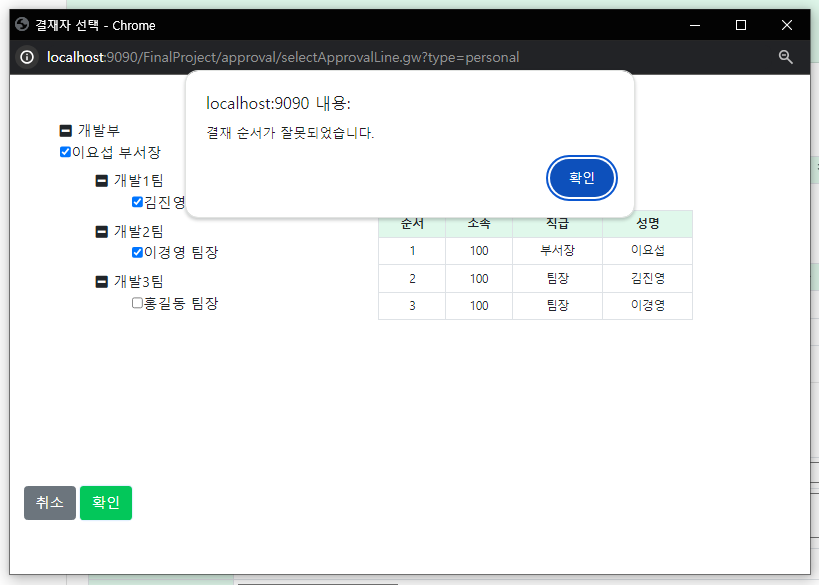 결재자 선택 - Chrome
localhost:9090/FinalProject/approval/selectApprovalLine.gw?type=personal
localhost:9090 내용:
결재 순서가 잘못되었습니다.
확인
개발부
이요섭 부서장
개발1팀
김진영
개발2팀
이경영 팀장
개발3팀
홍길동 팀장
순서 소속 직급 성명
1 100 부서장 이요섭
2 100 팀장 김진영
3 100 팀장 이경영
취소 확인